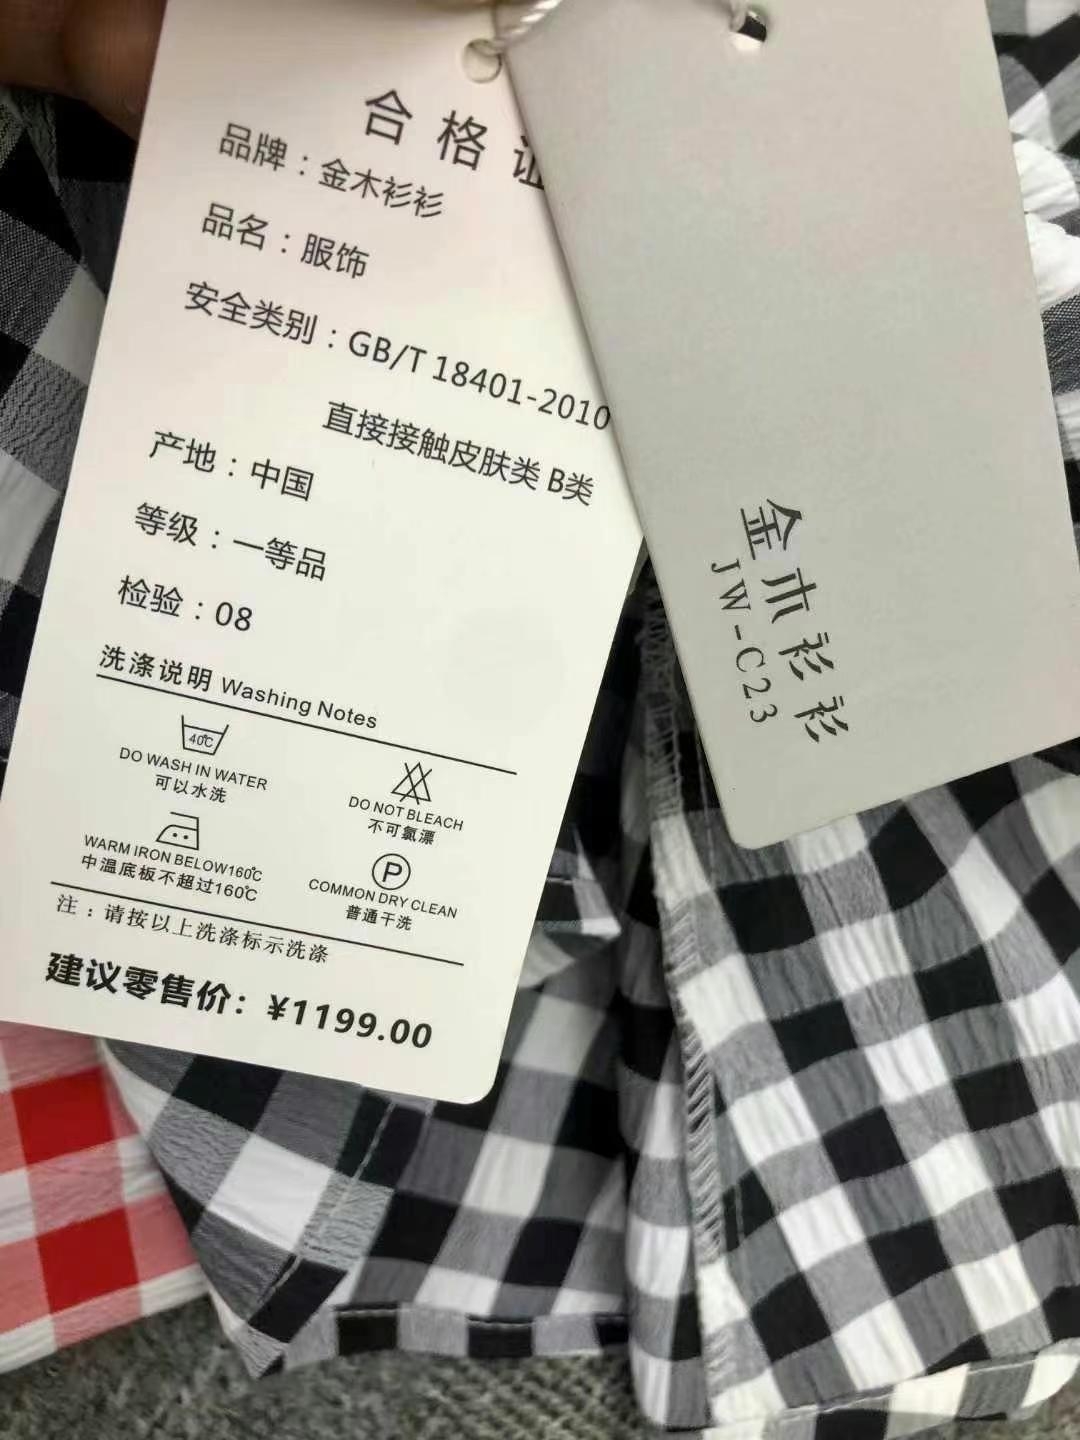 合格证
品牌：金木衫衫
品名：服饰
安全类别：GB/T 18401-2010
直接接触皮肤类 B类
产地：中国
等级：一等品
检验：08
洗涤说明 Washing Notes
40℃
DO WASH IN WATER
可以水洗
DO NOT BLEACH
不可氯漂
WARM IRON BELOW160℃
中温底板不超过160℃
P
COMMON DRY CLEAN
普通干洗
注：请按以上洗涤标示洗涤
建议零售价：¥1199.00
金木衫衫
JW-C23